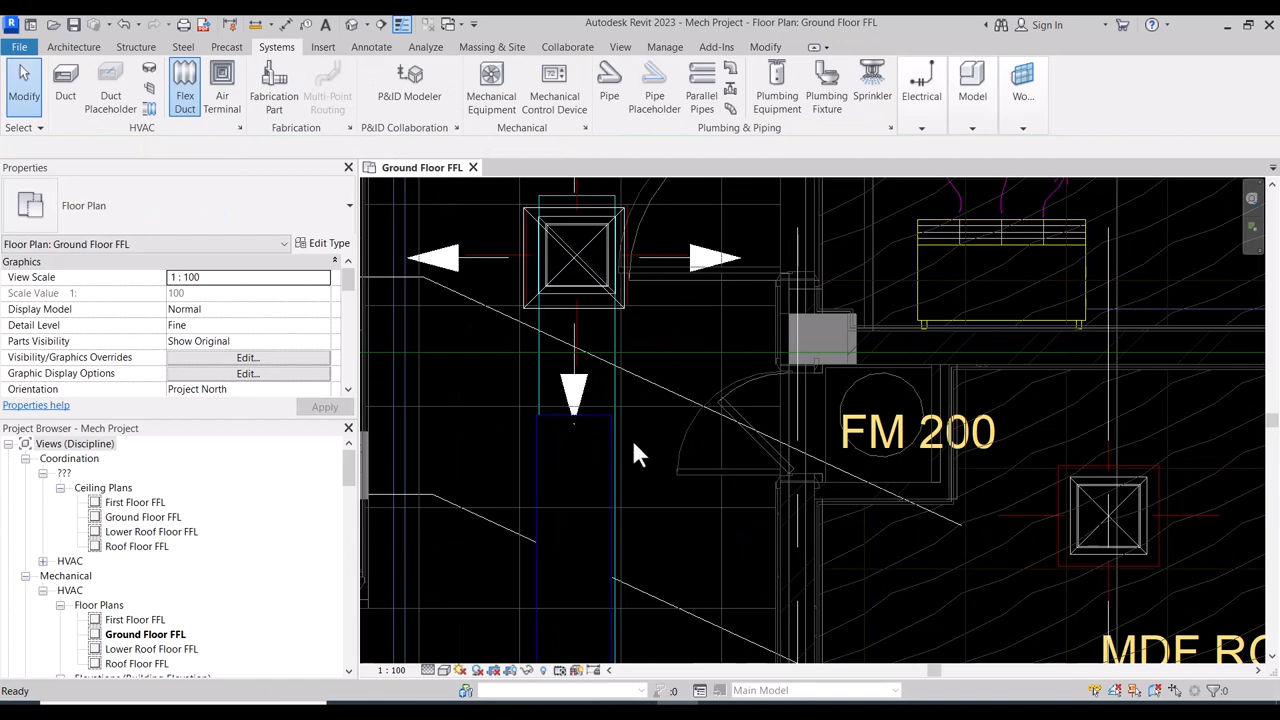 Autodesk Revit 2023 - Mech Project - Floor Plan: Ground Floor FFL
Sign In
File Architecture Structure Steel Precast Systems Insert Annotate Analyze Massing & Site Collaborate View Manage Add-Ins Modify
Modify
Duct
Duct Placeholder
Flex Duct
Air Terminal
Fabrication Part
Multi-Point Routing
P&ID Modeler
Mechanical Equipment
Mechanical Control Device
Pipe
Pipe Placeholder
Parallel Pipes
Plumbing Equipment
Plumbing Fixture
Sprinkler
Electrical
Model
Wo...
Select
HVAC
Fabrication
P&ID Collaboration
Mechanical
Plumbing & Piping
Properties
Ground Floor FFL
Floor Plan
Floor Plan: Ground Floor FFL
Edit Type
Graphics
View Scale 1 : 100
Scale Value 1: 100
Display Model Normal
Detail Level Fine
Parts Visibility Show Original
Visibility/Graphics Overrides Edit...
Graphic Display Options Edit...
Orientation Project North
Properties help
Apply
Project Browser - Mech Project
Views (Discipline)
Coordination
???
Ceiling Plans
First Floor FFL
Ground Floor FFL
Lower Roof Floor FFL
Roof Floor FFL
HVAC
Mechanical
HVAC
Floor Plans
First Floor FFL
Ground Floor FFL
Lower Roof Floor FFL
Roof Floor FFL
FM 200
1 : 100
Ready
:0
Main Model
:0